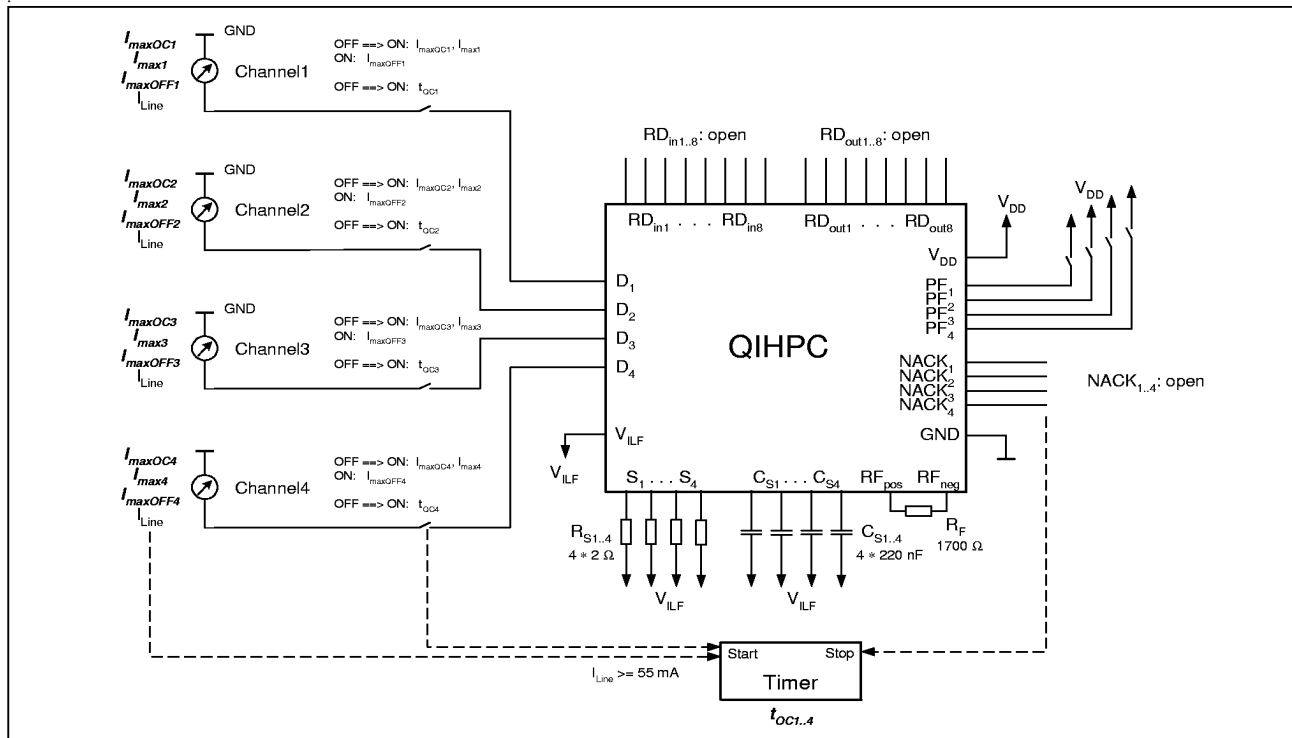 I_maxOC1
I_max1
I_maxOFF1
I_Line
GND
Channel1
OFF ==> ON: I_maxOC1, I_max1
ON: I_maxOFF1
OFF ==> ON: t_OC1
I_maxOC2
I_max2
I_maxOFF2
I_Line
GND
Channel2
OFF ==> ON: I_maxOC2, I_max2
ON: I_maxOFF2
OFF ==> ON: t_OC2
I_maxOC3
I_max3
I_maxOFF3
I_Line
GND
Channel3
OFF ==> ON: I_maxOC3, I_max3
ON: I_maxOFF3
OFF ==> ON: t_OC3
I_maxOC4
I_max4
I_maxOFF4
I_Line
GND
Channel4
OFF ==> ON: I_maxOC4, I_max4
ON: I_maxOFF4
OFF ==> ON: t_OC4
RD_in1..8: open
RD_out1..8: open
RD_in1 . . . RD_in8
RD_out1 . . . RD_out8
V_DD
V_DD
V_DD
D_1
D_2
D_3
D_4
QIHPC
PF_1
PF_2
PF_3
PF_4
NACK_1
NACK_2
NACK_3
NACK_4
NACK_1..4: open
GND
V_ILF
V_ILF
S_1 . . . S_4
C_S1 . . . C_S4
RF_pos
RF_neg
R_S1..4
4 * 2 Ω
V_ILF
C_S1..4
4 * 220 nF
V_ILF
R_F
1700 Ω
Start
Stop
Timer
I_Line >= 55 mA
t_OC1..4